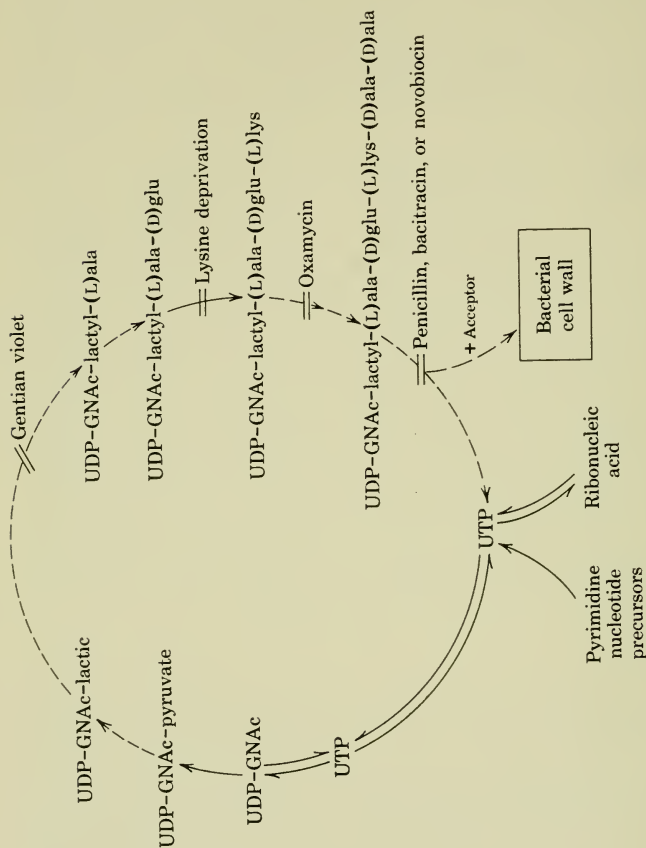 Gentian violet
UDP–GNAc–lactyl–(L)ala
UDP–GNAc–lactyl–(L)ala–(D)glu
Lysine deprivation
UDP–GNAc–lactyl–(L)ala–(D)glu–(L)lys
Oxamycin
UDP–GNAc–lactyl–(L)ala–(D)glu–(L)lys–(D)ala–(D)ala
Penicillin, bacitracin, or novobiocin
+ Acceptor
Bacterial
cell wall
UDP–GNAc–lactic
UDP–GNAc–pyruvate
UDP–GNAc
UTP
UTP
Ribonucleic
acid
Pyrimidine
nucleotide
precursors